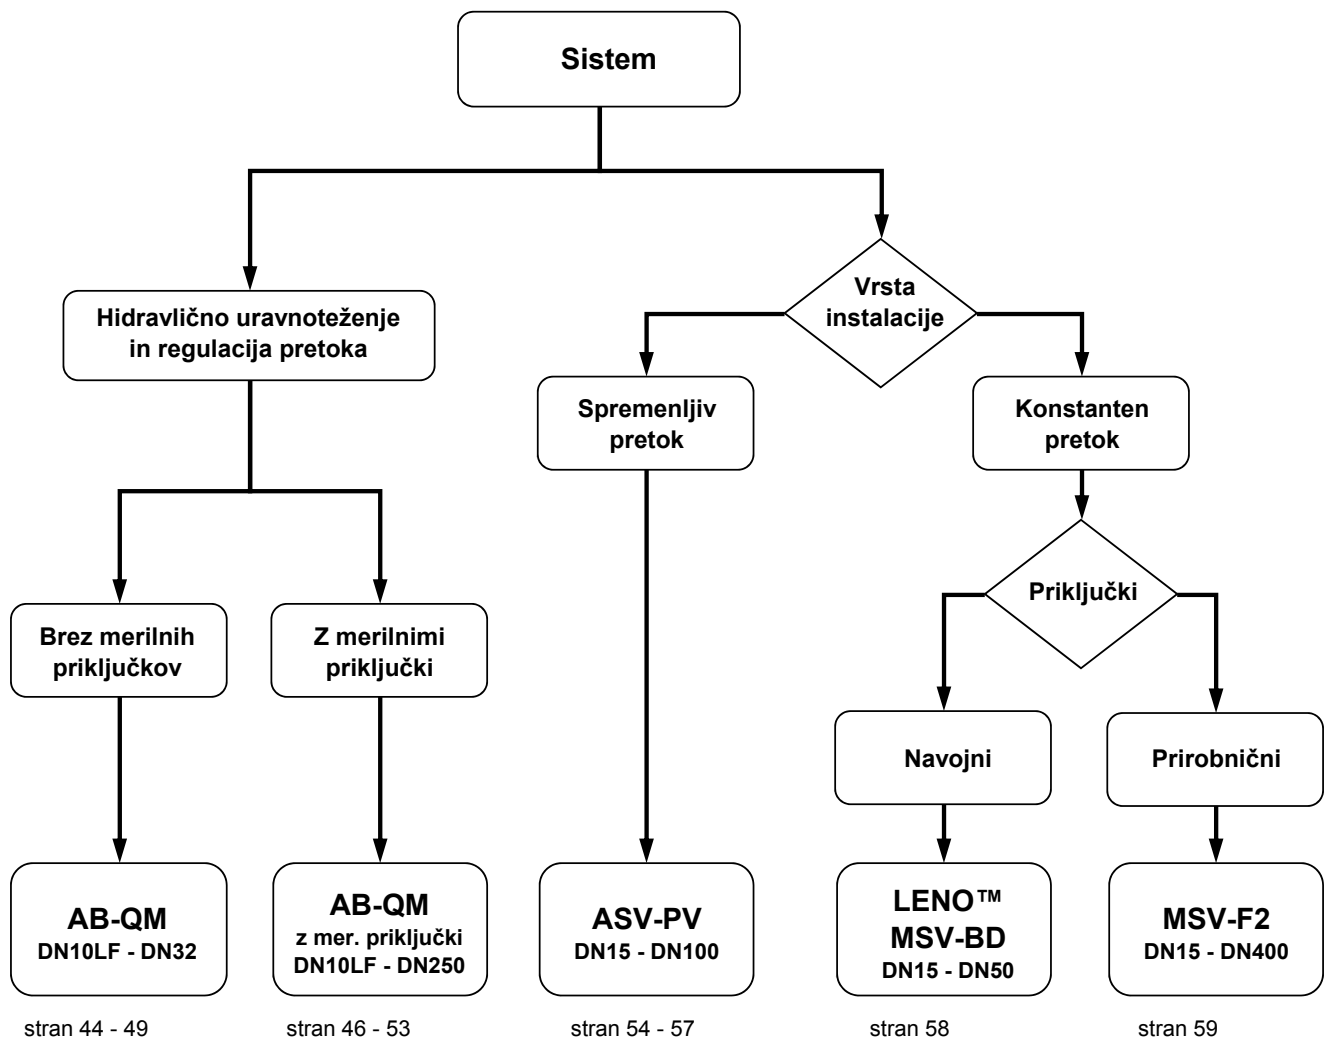 Sistem
Hidravlično uravnoteženje
in regulacija pretoka
Vrsta
instalacije
Spremenljiv
pretok
Konstanten
pretok
Priključki
Brez merilnih
priključkov
Z merilnimi
priključki
Navojni
Prirobnični
AB-QM
DN10LF - DN32
AB-QM
z mer. priključki
DN10LF - DN250
ASV-PV
DN15 - DN100
LENO™
MSV-BD
DN15 - DN50
MSV-F2
DN15 - DN400
stran 44 - 49
stran 46 - 53
stran 54 - 57
stran 58
stran 59